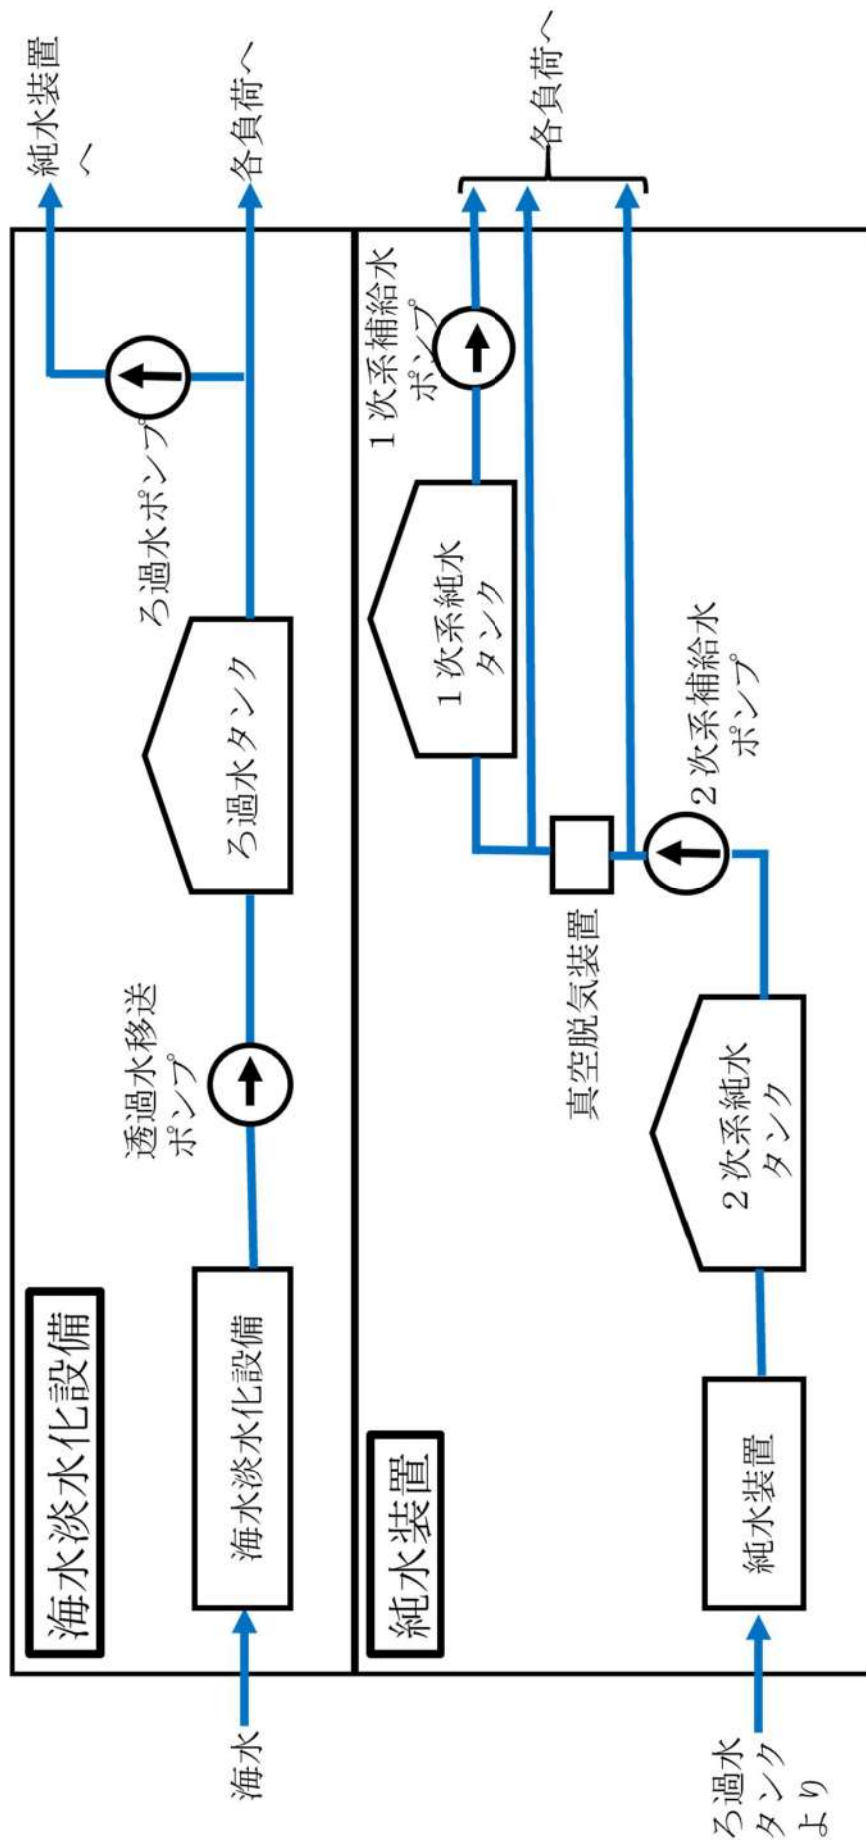 海水淡水化設備
海水
海水淡水化設備
透過水移送
ポンプ
ろ過水タンク
ろ過水ポンプ
純水装置
へ
各負荷へ
純水装置
ろ過水
タンク
より
純水装置
2次系純水
タンク
2次系補給水
ポンプ
真空脱気装置
1次系純水
タンク
1次系補給水
ポンプ
各負荷へ